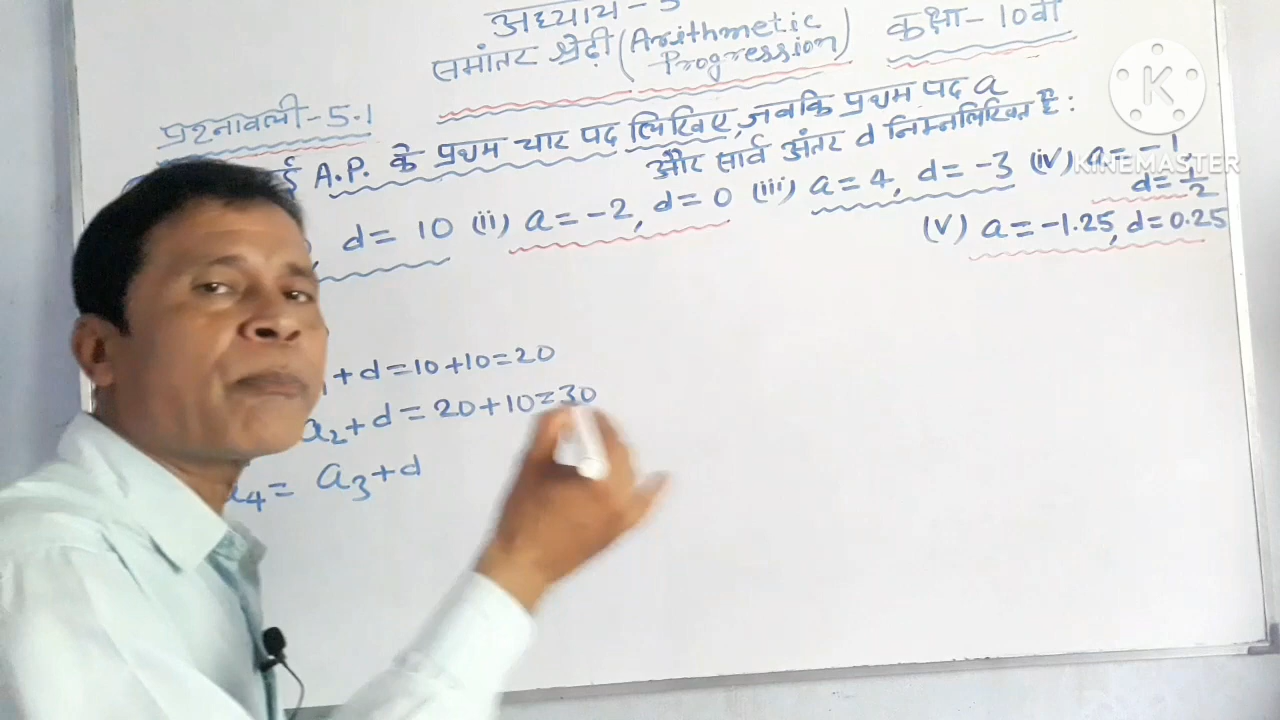 अध्याय - 5
समांतर श्रेढ़ी (Arithmetic Progression) कक्षा - 10वी
प्रश्नावली - 5.1
A.P. के प्रथम चार पद लिखिए, जबकि प्रथम पद a
और सार्व अंतर d निम्नलिखित है :
d = 10 (ii) a = -2, d = 0 (iii) a = 4, d = -3 (iv) a = -1,
d = 1/2
(v) a = -1.25, d = 0.25
+ d = 10 + 10 = 20
a₂ + d = 20 + 10 = 30
a₄ = a₃ + d
K
KINEMASTER